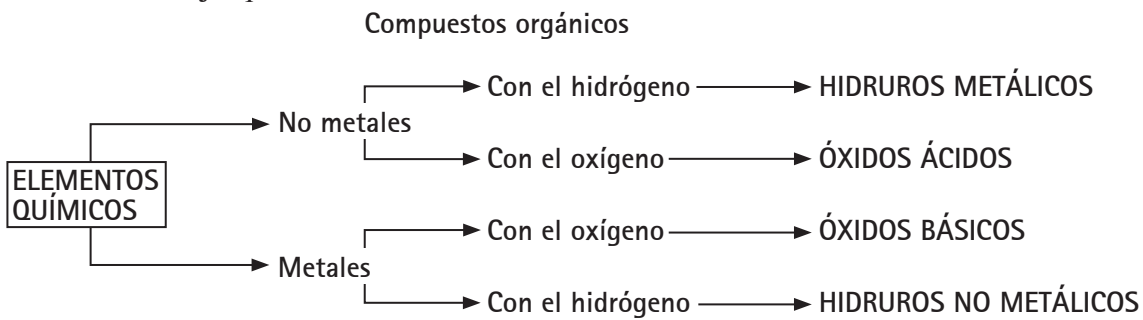 Compuestos orgánicos
Con el hidrógeno
HIDRUROS METÁLICOS
No metales
Con el oxígeno
ÓXIDOS ÁCIDOS
ELEMENTOS
QUÍMICOS
Con el oxígeno
ÓXIDOS BÁSICOS
Metales
Con el hidrógeno
HIDRUROS NO METÁLICOS